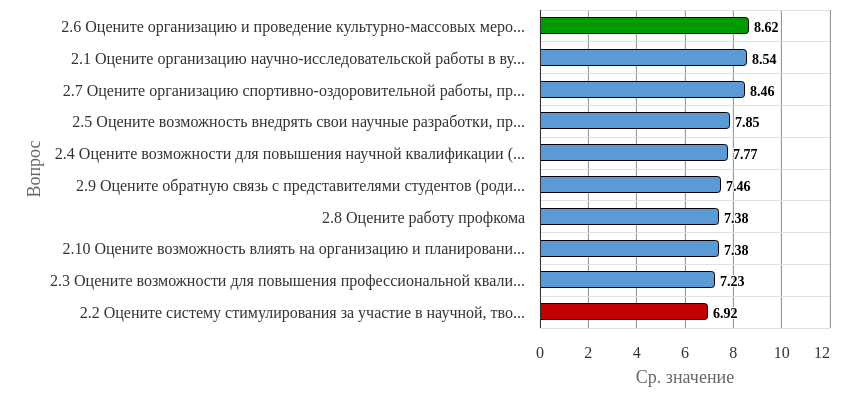 2.6 Оцените организацию и проведение культурно-массовых меро... 8.62
2.1 Оцените организацию научно-исследовательской работы в ву... 8.54
2.7 Оцените организацию спортивно-оздоровительной работы, пр... 8.46
2.5 Оцените возможность внедрять свои научные разработки, пр... 7.85
2.4 Оцените возможности для повышения научной квалификации (... 7.77
2.9 Оцените обратную связь с представителями студентов (роди... 7.46
2.8 Оцените работу профкома 7.38
2.10 Оцените возможность влиять на организацию и планировани... 7.38
2.3 Оцените возможности для повышения профессиональной квали... 7.23
2.2 Оцените систему стимулирования за участие в научной, тво... 6.92
Вопрос
0 2 4 6 8 10 12
Ср. значение